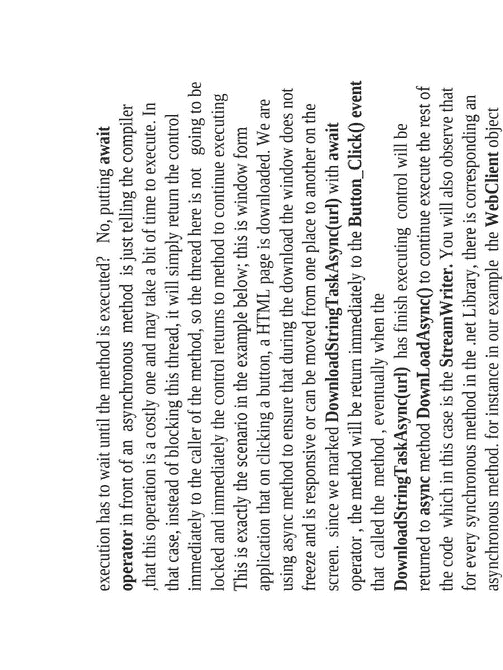 execution has to wait until the method is executed? No, putting await
operator in front of an asynchronous method is just telling the compiler
,that this operation is a costly one and may take a bit of time to execute. In
that case, instead of blocking this thread, it will simply return the control
immediately to the caller of the method, so the thread here is not going to be
locked and immediately the control returns to method to continue executing
This is exactly the scenario in the example below; this is window form
application that on clicking a button, a HTML page is downloaded. We are
using async method to ensure that during the download the window does not
freeze and is responsive or can be moved from one place to another on the
screen. since we marked DownloadStringTaskAsync(url) with await
operator , the method will be return immediately to the Button_Click() event
that called the method , eventually when the
DownloadStringTaskAsync(url) has finish executing control will be
returned to async method DownLoadAsync() to continue execute the rest of
the code which in this case is the StreamWriter. You will also observe that
for every synchronous method in the .net Library, there is corresponding an
asynchronous method. for instance in our example the WebClient object